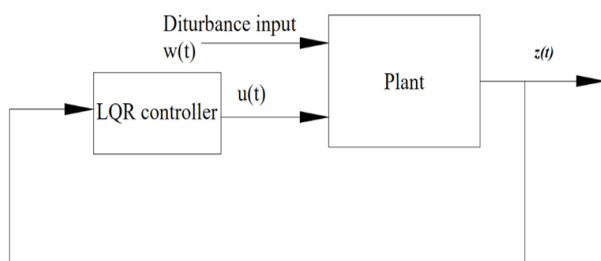 Diturbance input
w(t)
z(t)
Plant
u(t)
LQR controller